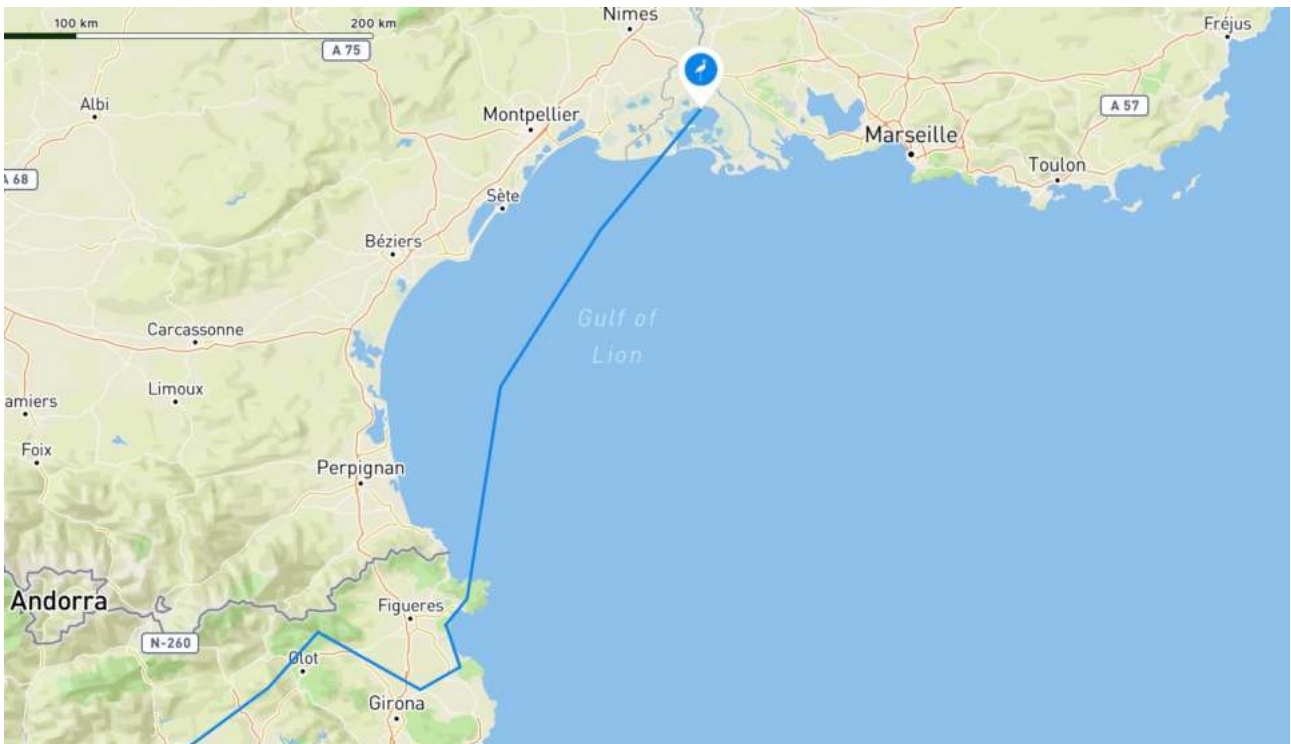 100 km
200 km
Nimes
Fréjus
A 75
Albi
Montpellier
A 57
Marseille
A 68
Toulon
Sète
Béziers
Gulf of
Lion
Carcassonne
Limoux
amiers
Foix
Perpignan
Andorra
Figueres
N-260
Olot
Girona